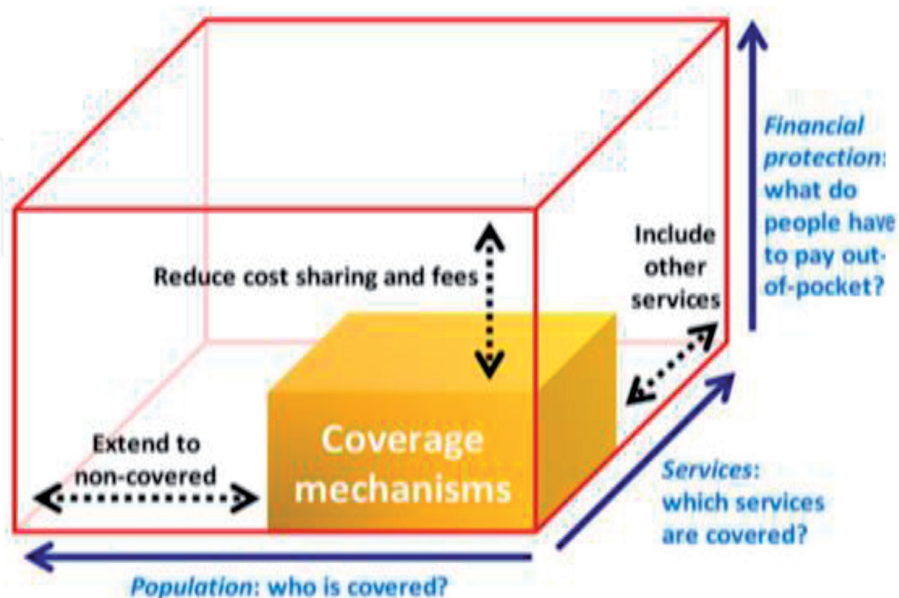 Financial
protection:
what do
people have
to pay out-
of-pocket?
Include
other
services
Reduce cost sharing and fees
Extend to
non-covered
Coverage
mechanisms
Services:
which services
are covered?
Population: who is covered?